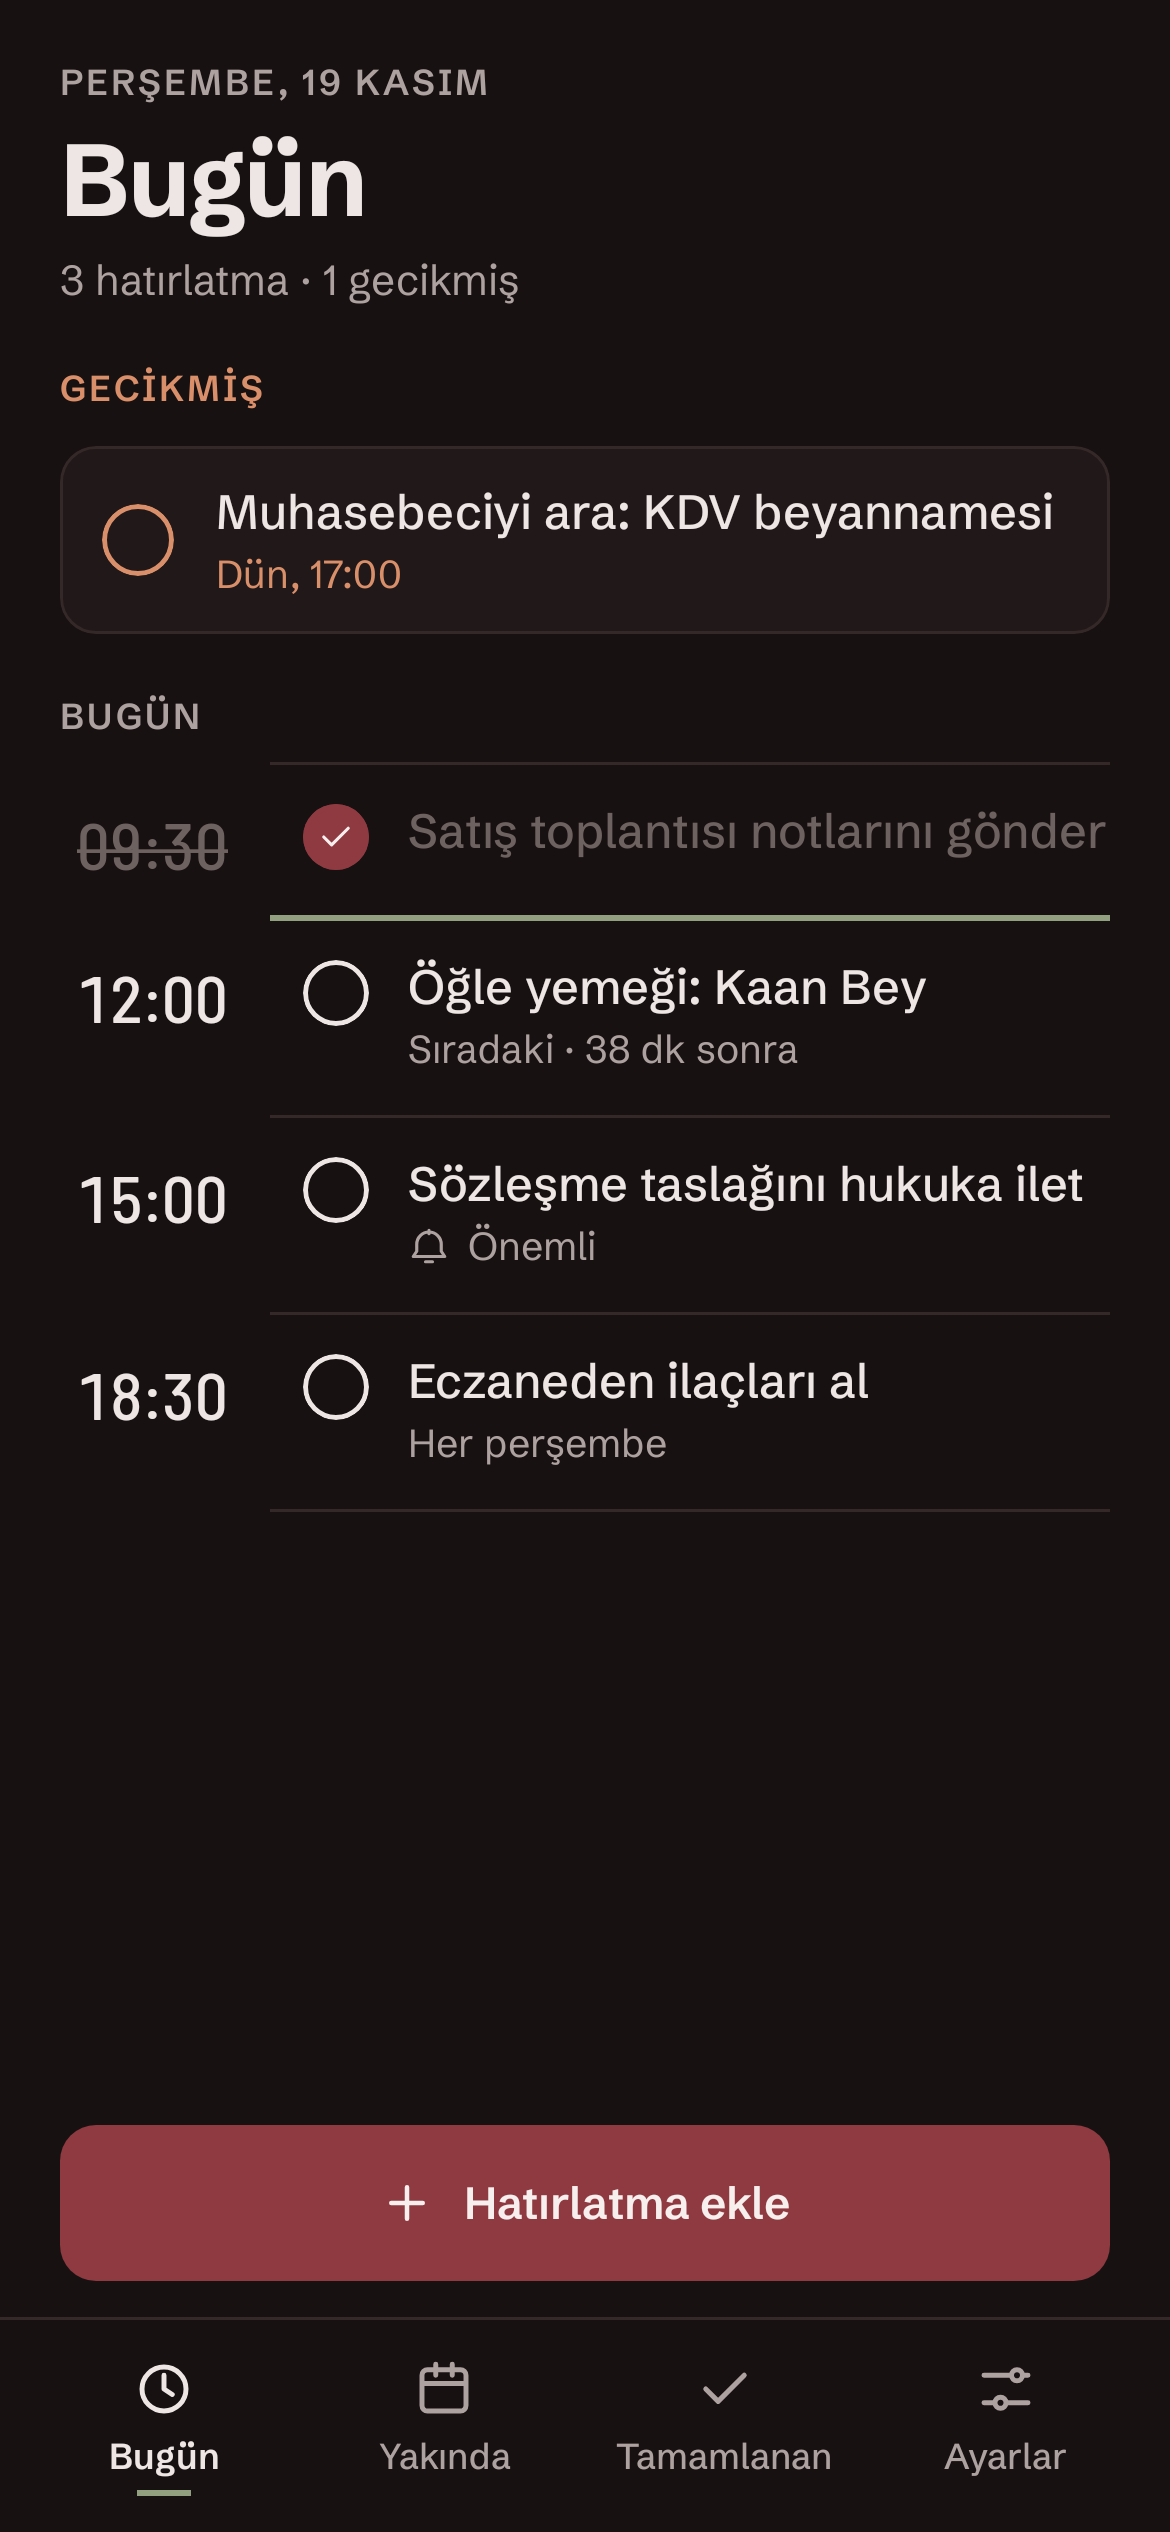 PERŞEMBE, 19 KASIM
Bugün
3 hatırlatma · 1 gecikmiş
GECİKMİŞ
Muhasebeciyi ara: KDV beyannamesi
Dün, 17:00
BUGÜN
09:30 Satış toplantısı notlarını gönder
12:00 Öğle yemeği: Kaan Bey
Sıradaki · 38 dk sonra
15:00 Sözleşme taslağını hukuka ilet
Önemli
18:30 Eczaneden ilaçları al
Her perşembe
+ Hatırlatma ekle
Bugün Yakında Tamamlanan Ayarlar